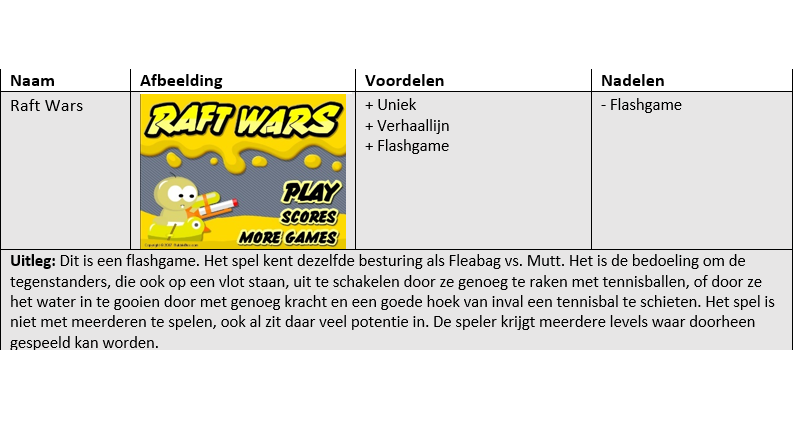 Naam Afbeelding Voordelen Nadelen
Raft Wars
RAFT WARS
PLAY
SCORES
MORE GAMES
+ Uniek
+ Verhaallijn
+ Flashgame
- Flashgame
Uitleg: Dit is een flashgame. Het spel kent dezelfde besturing als Fleabag vs. Mutt. Het is de bedoeling om de
tegenstanders, die ook op een vlot staan, uit te schakelen door ze genoeg te raken met tennisballen, of door ze
het water in te gooien door met genoeg kracht en een goede hoek van inval een tennisbal te schieten. Het spel is
niet met meerderen te spelen, ook al zit daar veel potentie in. De speler krijgt meerdere levels waar doorheen
gespeeld kan worden.